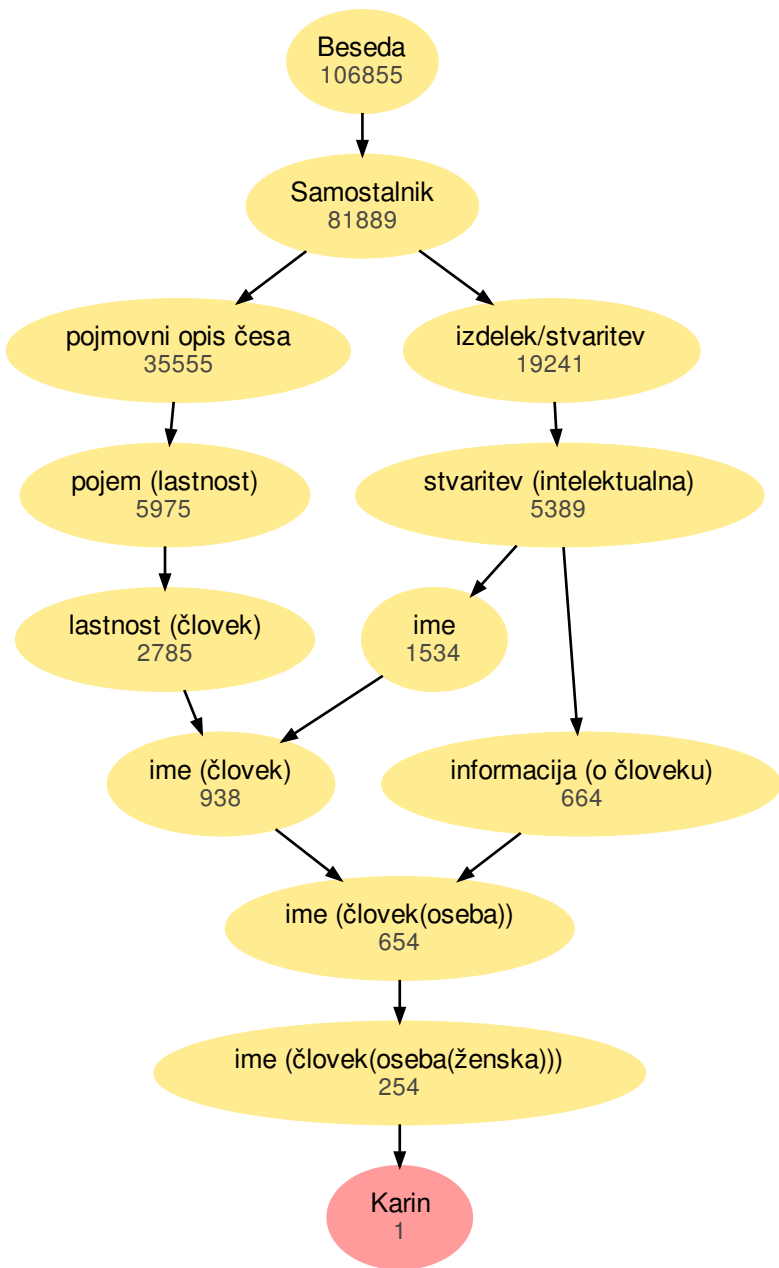 Beseda
106855
Samostalnik
81889
pojmovni opis česa
35555
izdelek/stvaritev
19241
pojem (lastnost)
5975
stvaritev (intelektualna)
5389
lastnost (človek)
2785
ime
1534
ime (človek)
938
informacija (o človeku)
664
ime (človek(oseba))
654
ime (človek(oseba(ženska)))
254
Karin
1